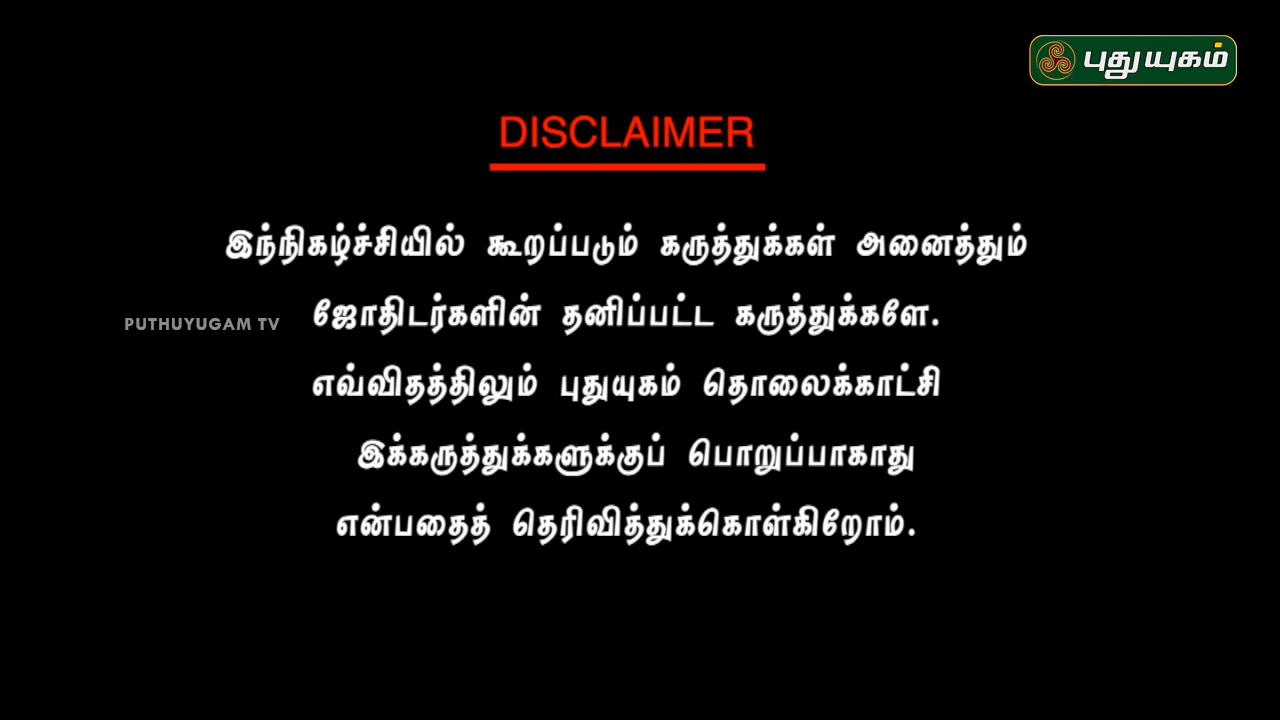 புதுயுகம்
DISCLAIMER
இந்நிகழ்ச்சியில் கூறப்படும் கருத்துக்கள் அனைத்தும்
PUTHUYUGAM TV
ஜோதிடர்களின் தனிப்பட்ட கருத்துக்களே.
எவ்விதத்திலும் புதுயுகம் தொலைக்காட்சி
இக்கருத்துக்களுக்குப் பொறுப்பாகாது
என்பதைத் தெரிவித்துக்கொள்கிறோம்.